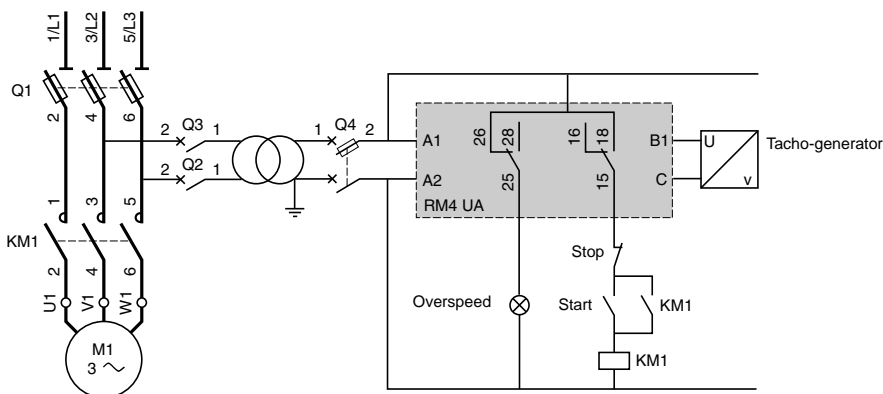 1/L1 3/L2 5/L3
Q1
2 4 6
2 Q3 1 1 Q4 2
2 Q2 1
A1 26 28 16 18 B1 U Tacho-generator
A2 25 15 C v
RM4 UA
1 3 5
KM1
2 4 6
U1 V1 W1
Stop
Overspeed Start KM1
M1
3
KM1